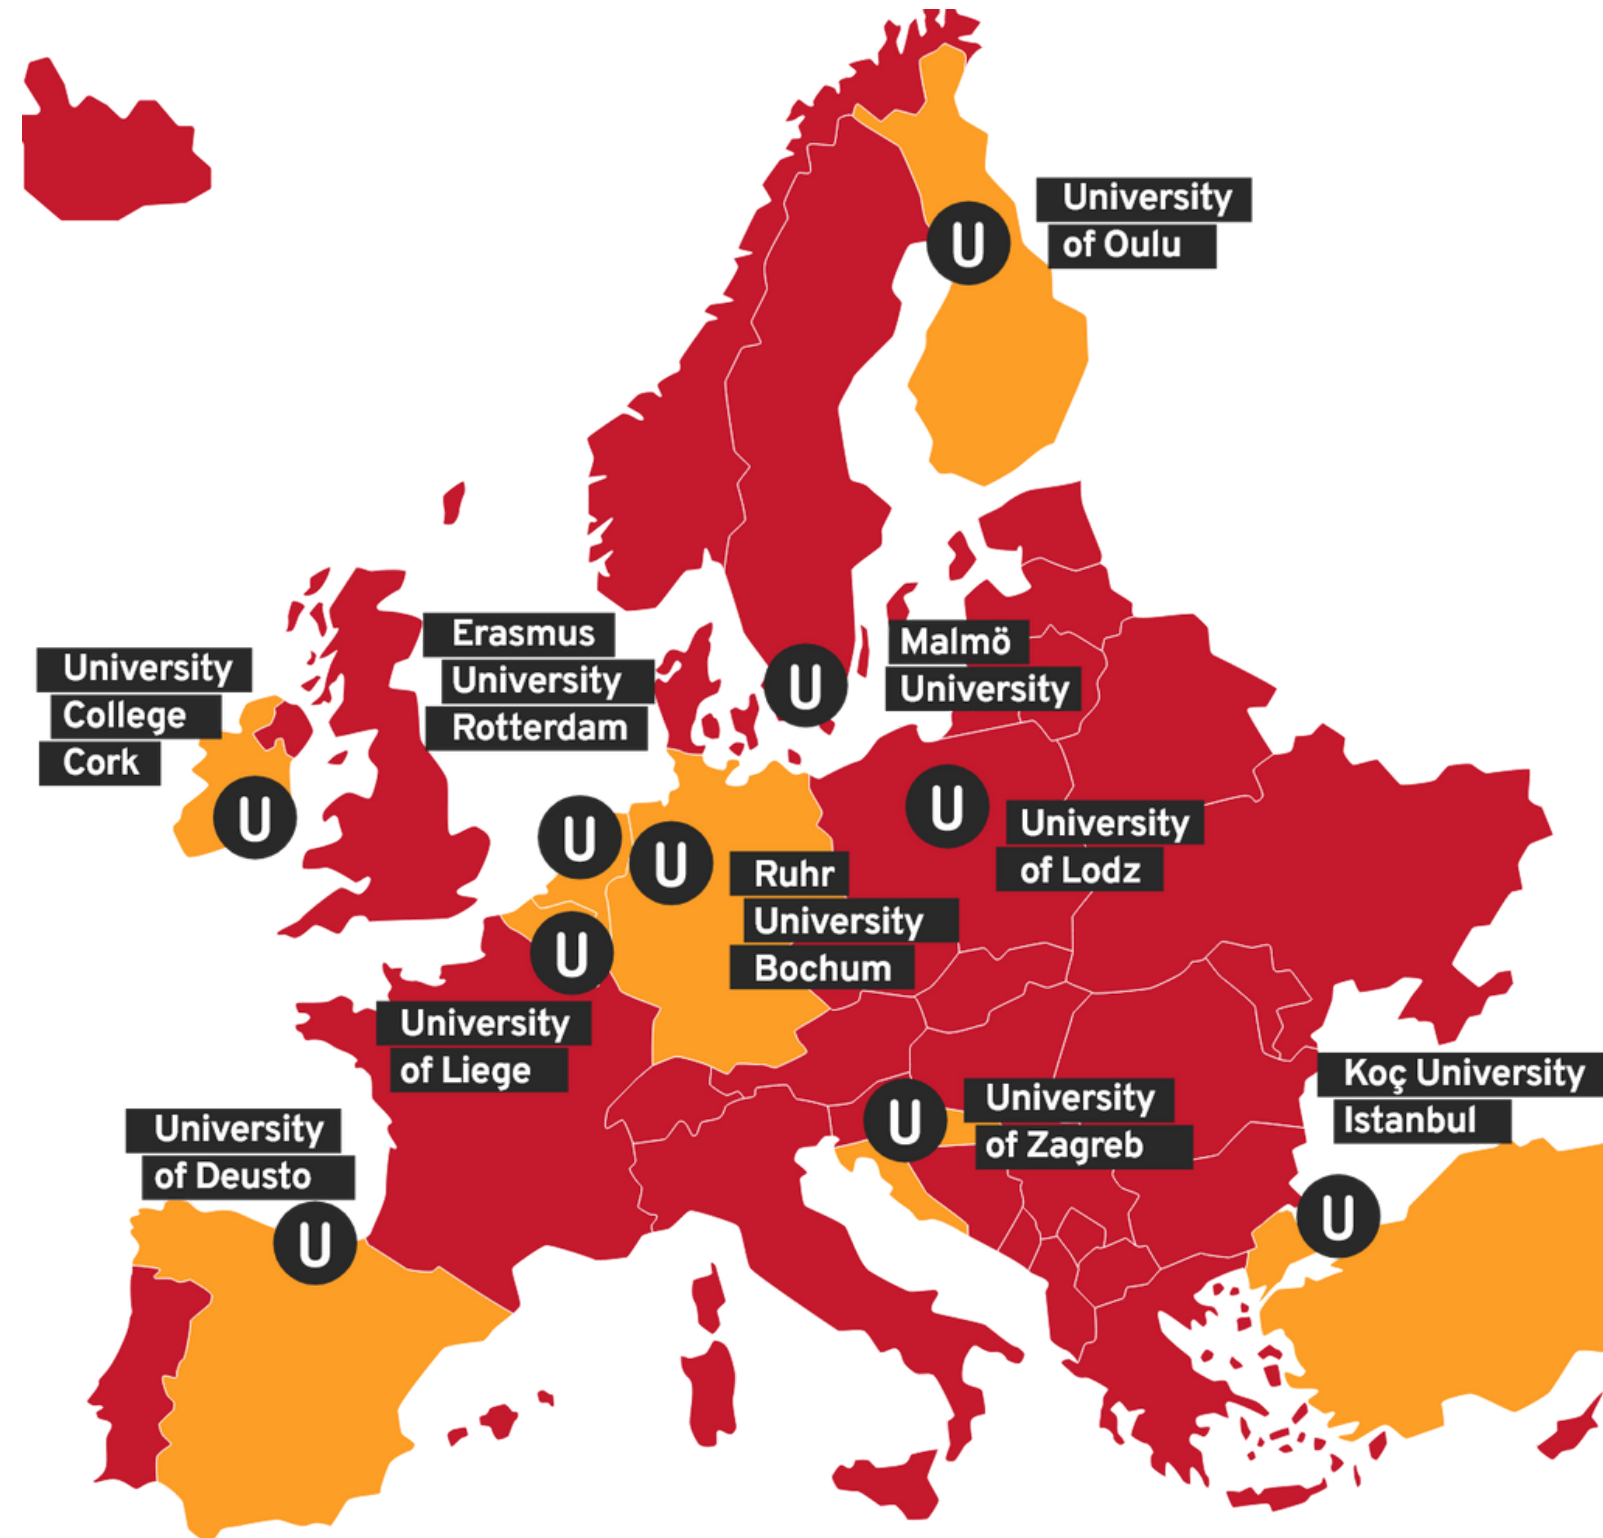 University
of Oulu
U
Erasmus
University
Rotterdam
Malmö
University
U
University
College
Cork
U
U
U
U
University
of Lodz
Ruhr
University
Bochum
U
University
of Liege
Koç University
Istanbul
U
University
of Zagreb
University
of Deusto
U
U